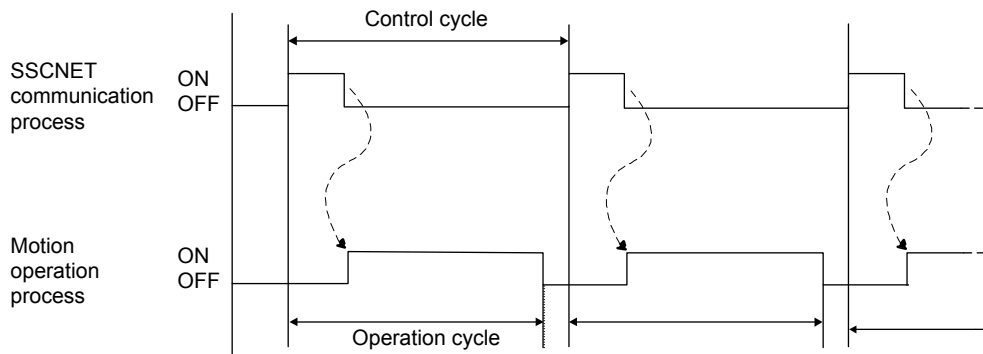 Control cycle
SSCNET
communication
process
ON
OFF
Motion
operation
process
ON
OFF
Operation cycle